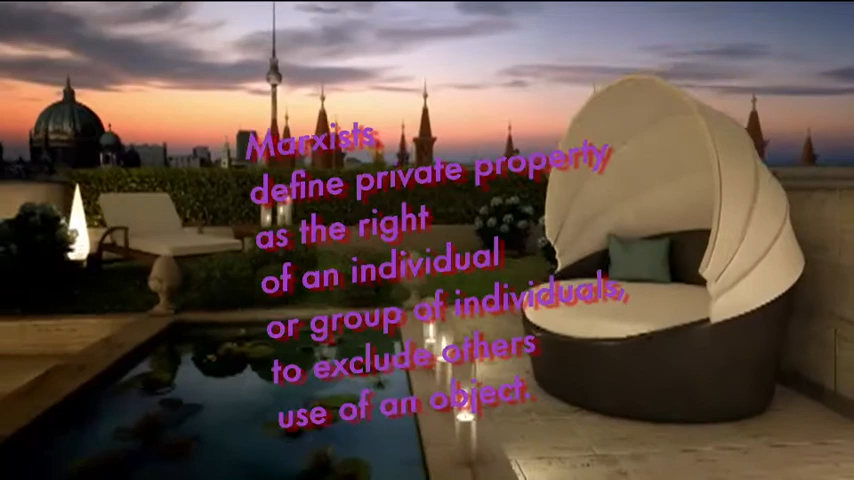 Marxists
define private property
as the right
of an individual
or group of individuals,
to exclude others
use of an object.